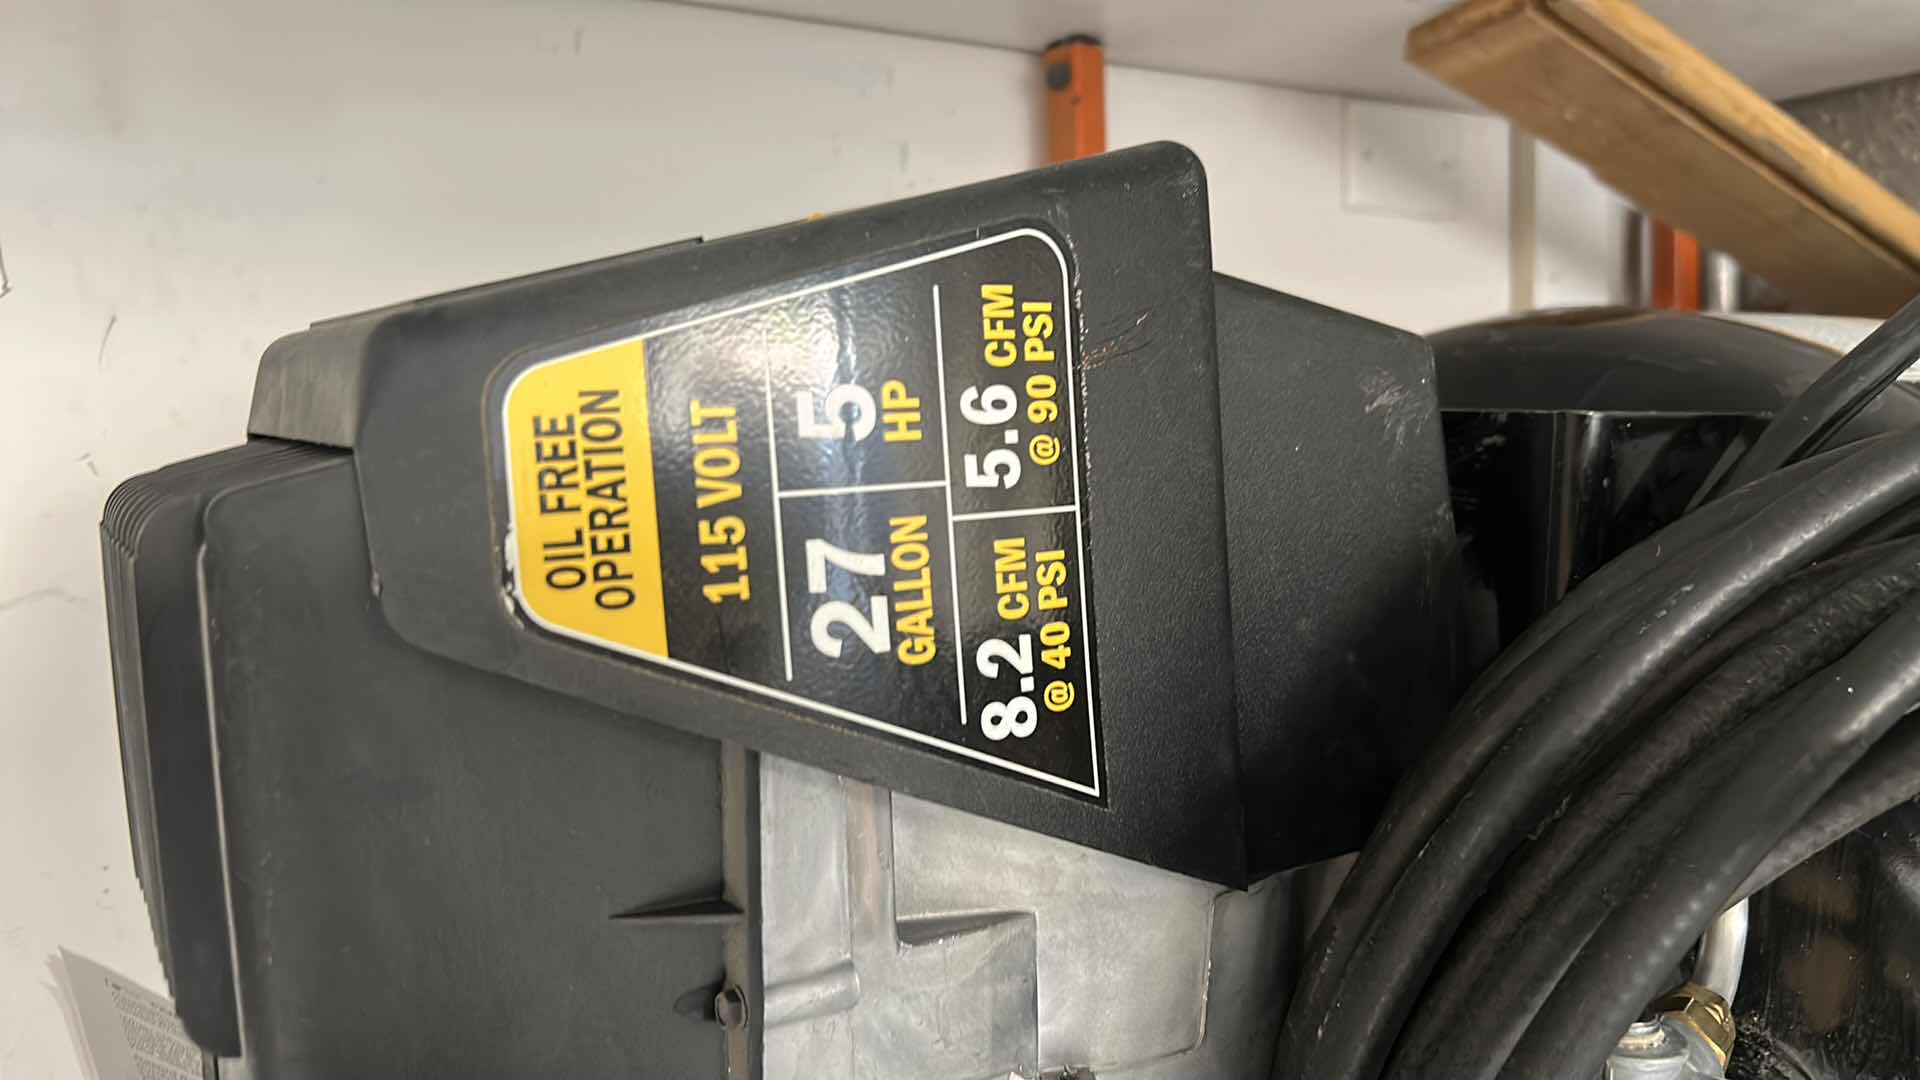 OIL FREE
OPERATION
115 VOLT
27
GALLON
5
HP
8.2 CFM
@ 40 PSI
5.6 CFM
@ 90 PSI